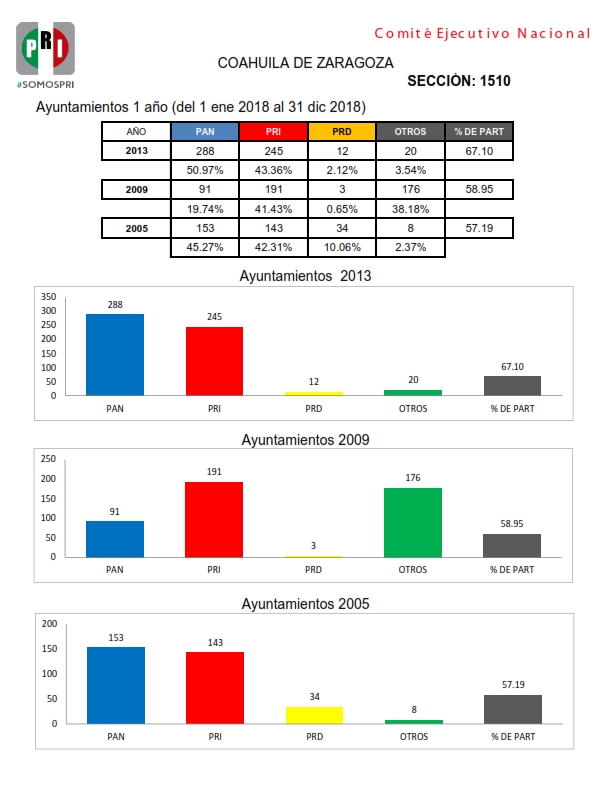 Comité Ejecutivo Nacional
PRI
#SOMOSPRI
COAHUILA DE ZARAGOZA
SECCIÓN: 1510
Ayuntamientos 1 año (del 1 ene 2018 al 31 dic 2018)
AÑO PAN PRI PRD OTROS % DE PART
2013 288 245 12 20 67.10
50.97% 43.36% 2.12% 3.54%
2009 91 191 3 176 58.95
19.74% 41.43% 0.65% 38.18%
2005 153 143 34 8 57.19
45.27% 42.31% 10.06% 2.37%
Ayuntamientos 2013
350
300
250
200
150
100
50
0
288 245 12 20 67.10
PAN PRI PRD OTROS % DE PART
Ayuntamientos 2009
250
200
150
100
50
0
91 191 3 176 58.95
PAN PRI PRD OTROS % DE PART
Ayuntamientos 2005
200
150
100
50
0
153 143 34 8 57.19
PAN PRI PRD OTROS % DE PART